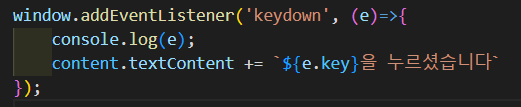 window.addEventListener('keydown', (e)=>{
    console.log(e);
    content.textContent += `${e.key}을 누르셨습니다`
});